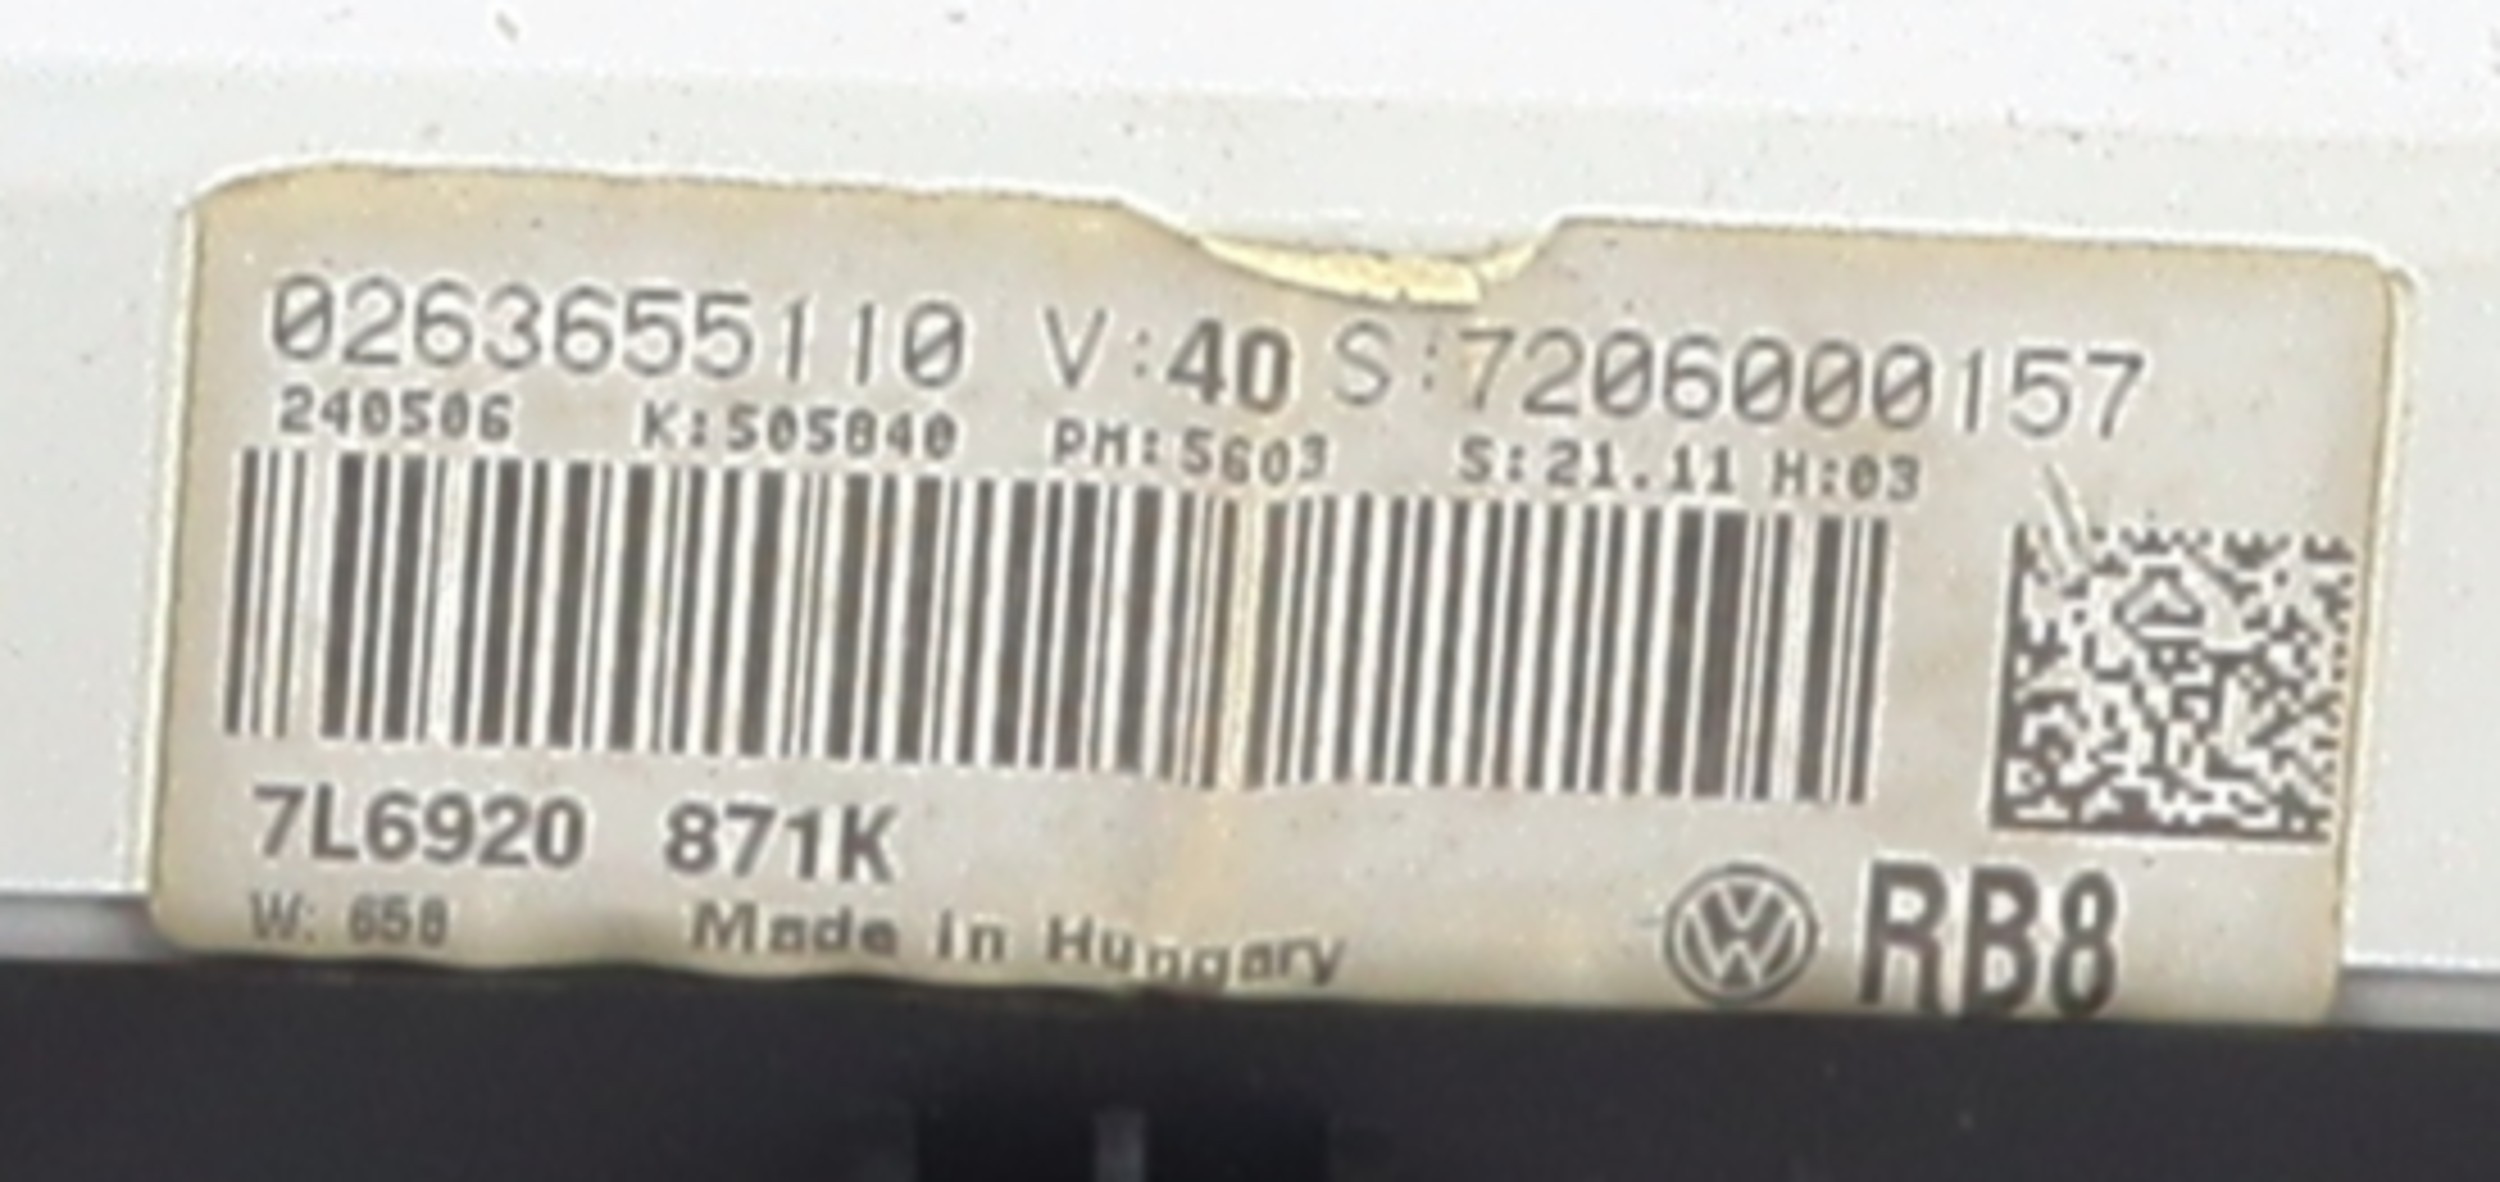 0263655110 V:40 S:7206000157
240506 K:505840 PM:5603 S:21.11 H:03
7L6920 871K
W: 658 Made in Hungary
RB8